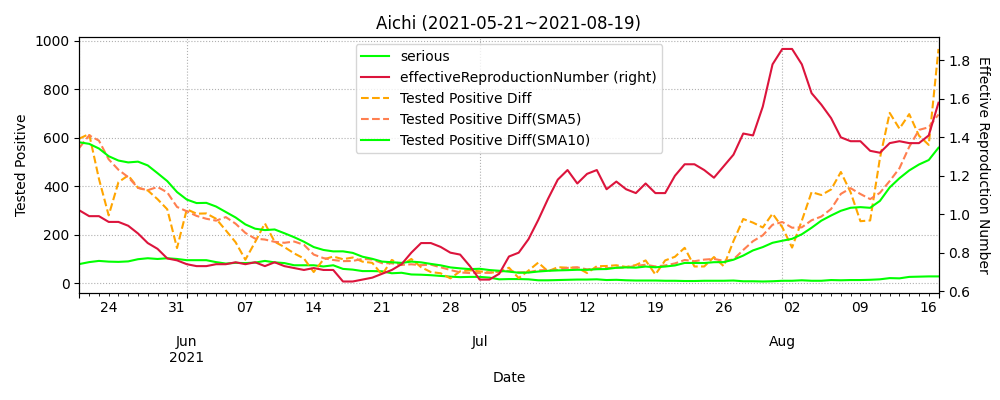 Aichi (2021-05-21~2021-08-19)
serious
effectiveReproductionNumber (right)
Tested Positive Diff
Tested Positive Diff(SMA5)
Tested Positive Diff(SMA10)
Tested Positive
1000
800
600
400
200
0
Effective Reproduction Number
1.8
1.6
1.4
1.2
1.0
0.8
0.6
24 31 07 14 21 28 05 12 19 26 02 09 16
Jun Jul Aug
2021
Date